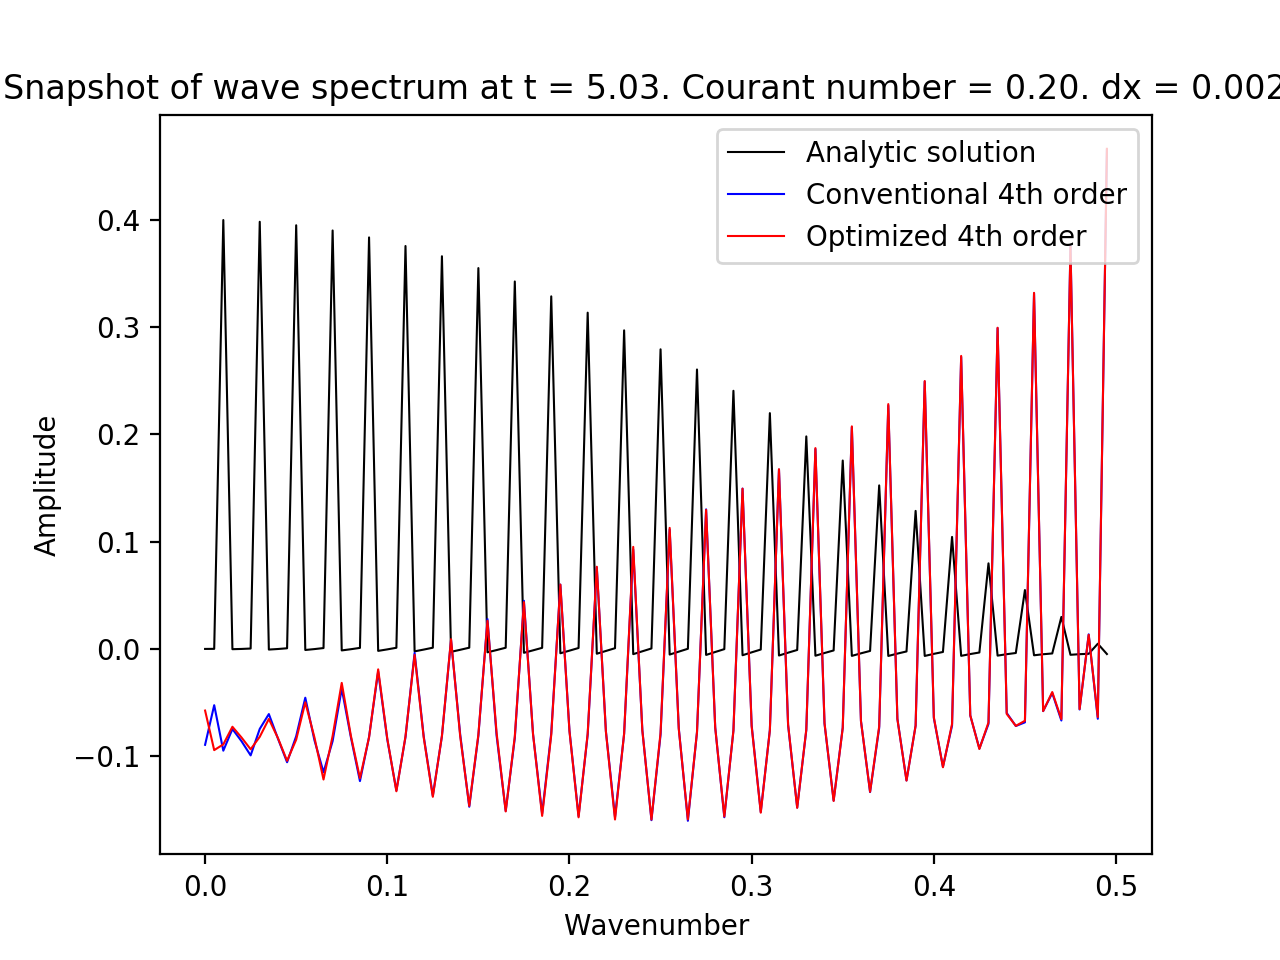 Snapshot of wave spectrum at t = 5.03. Courant number = 0.20. dx = 0.002
Analytic solution
Conventional 4th order
Optimized 4th order
Amplitude
0.4
0.3
0.2
0.1
0.0
−0.1
0.0 0.1 0.2 0.3 0.4 0.5
Wavenumber